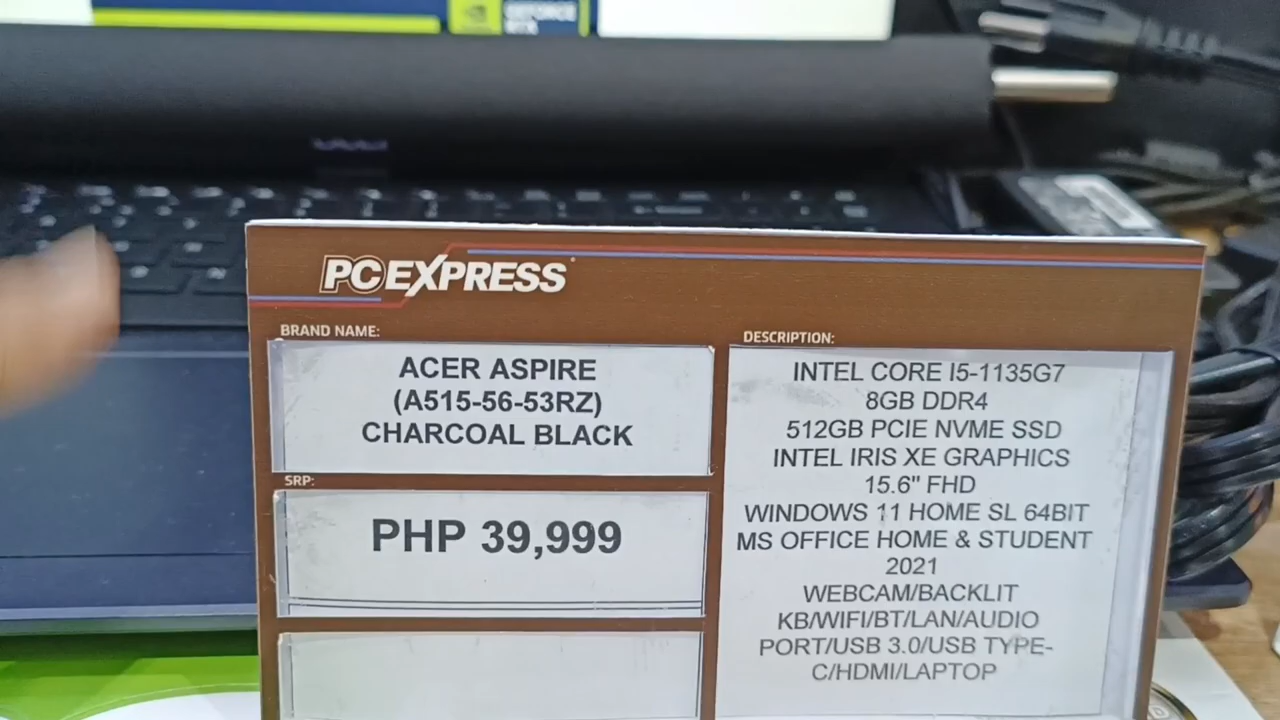 GEFORCE
RTX
PCEXPRESS
BRAND NAME:
ACER ASPIRE
(A515-56-53RZ)
CHARCOAL BLACK
SRP:
PHP 39,999
DESCRIPTION:
INTEL CORE I5-1135G7
8GB DDR4
512GB PCIE NVME SSD
INTEL IRIS XE GRAPHICS
15.6" FHD
WINDOWS 11 HOME SL 64BIT
MS OFFICE HOME & STUDENT
2021
WEBCAM/BACKLIT
KB/WIFI/BT/LAN/AUDIO
PORT/USB 3.0/USB TYPE-
C/HDMI/LAPTOP